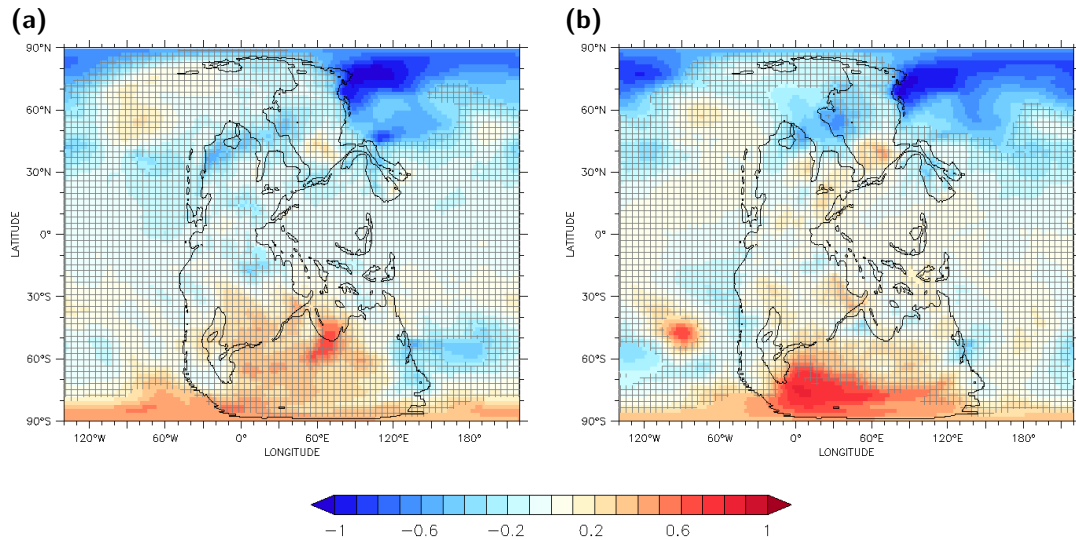 (a) (b)
90°N 90°N
60°N 60°N
30°N 30°N
LATITUDE 0° LATITUDE 0°
30°S 30°S
60°S 60°S
90°S 90°S
120°W 60°W 0° 60°E 120°E 180° 120°W 60°W 0° 60°E 120°E 180°
LONGITUDE LONGITUDE
−1 −0.6 −0.2 0.2 0.6 1